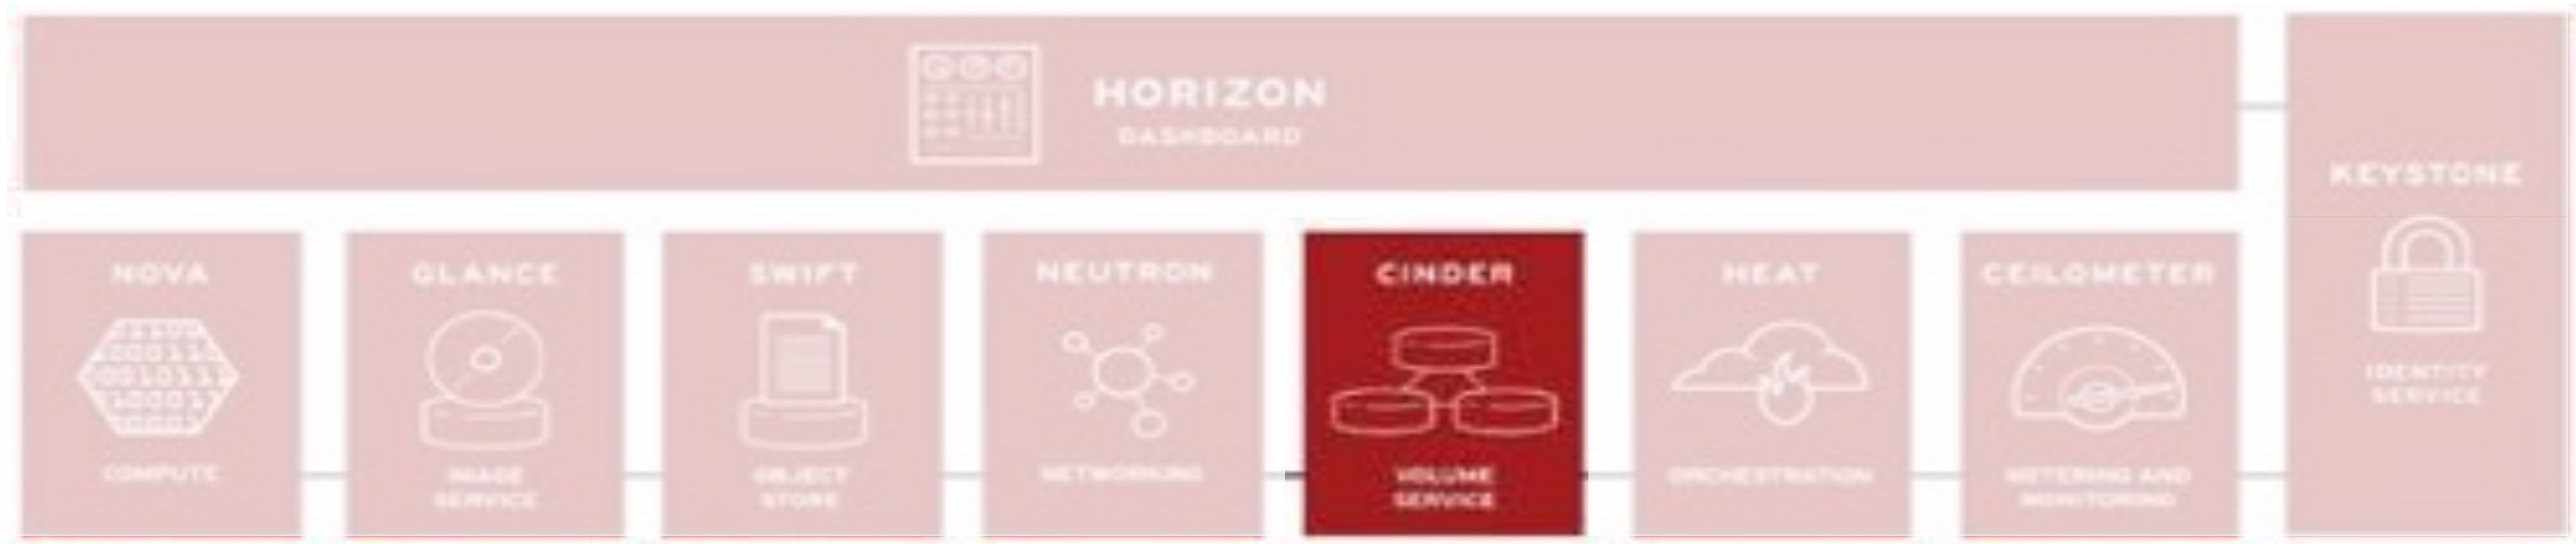 HORIZON
DASHBOARD
KEYSTONE
IDENTITY
SERVICE
NOVA
COMPUTE
GLANCE
IMAGE
SERVICE
SWIFT
OBJECT
STORE
NEUTRON
NETWORKING
CINDER
VOLUME
SERVICE
HEAT
ORCHESTRATION
CEILOMETER
METERING AND
MONITORING